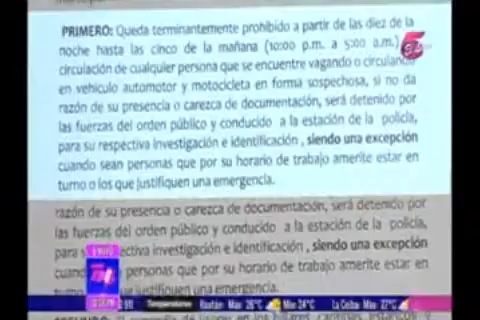 PRIMERO: Queda terminantemente prohibido a partir de las diez de la
noche hasta las cinco de la mañana (10:00 p.m. a 5:00 a.m.)
circulación de cualquier persona que se encuentre vagando o circulando
en vehículo automotor y motocicleta en forma sospechosa, si no da
razón de su presencia o carezca de documentación, será detenido por
las fuerzas del orden público y conducido a la estación de la policía,
para su respectiva investigación e identificación , siendo una excepción
cuando sean personas que por su horario de trabajo amerite estar en
turno o los que justifiquen una emergencia.
razón de su presencia o carezca de documentación, será detenido por
las fuerzas del orden público y conducido a la estación de la policía,
para s pectiva investigación e identificación , siendo una excepción
cuando personas que por su horario de trabajo amerite estar en
turno que justifiquen una emergencia.
Temperaturas Roatán: Max 26°C Min 24°C La Ceiba: Max 27°C